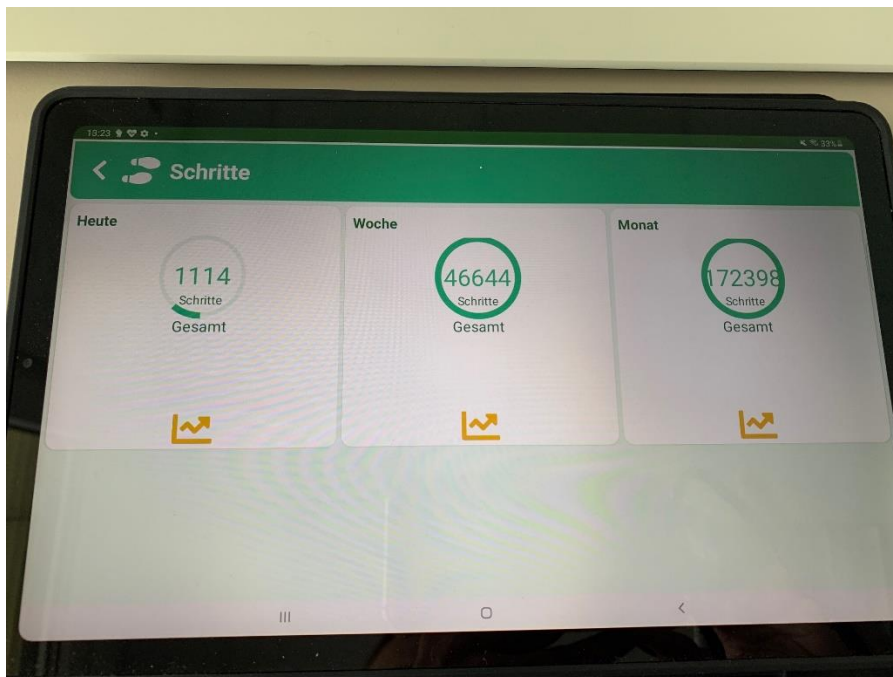 13:23
33%
Schritte
Heute
1114
Schritte
Gesamt
Woche
46644
Schritte
Gesamt
Monat
172398
Schritte
Gesamt